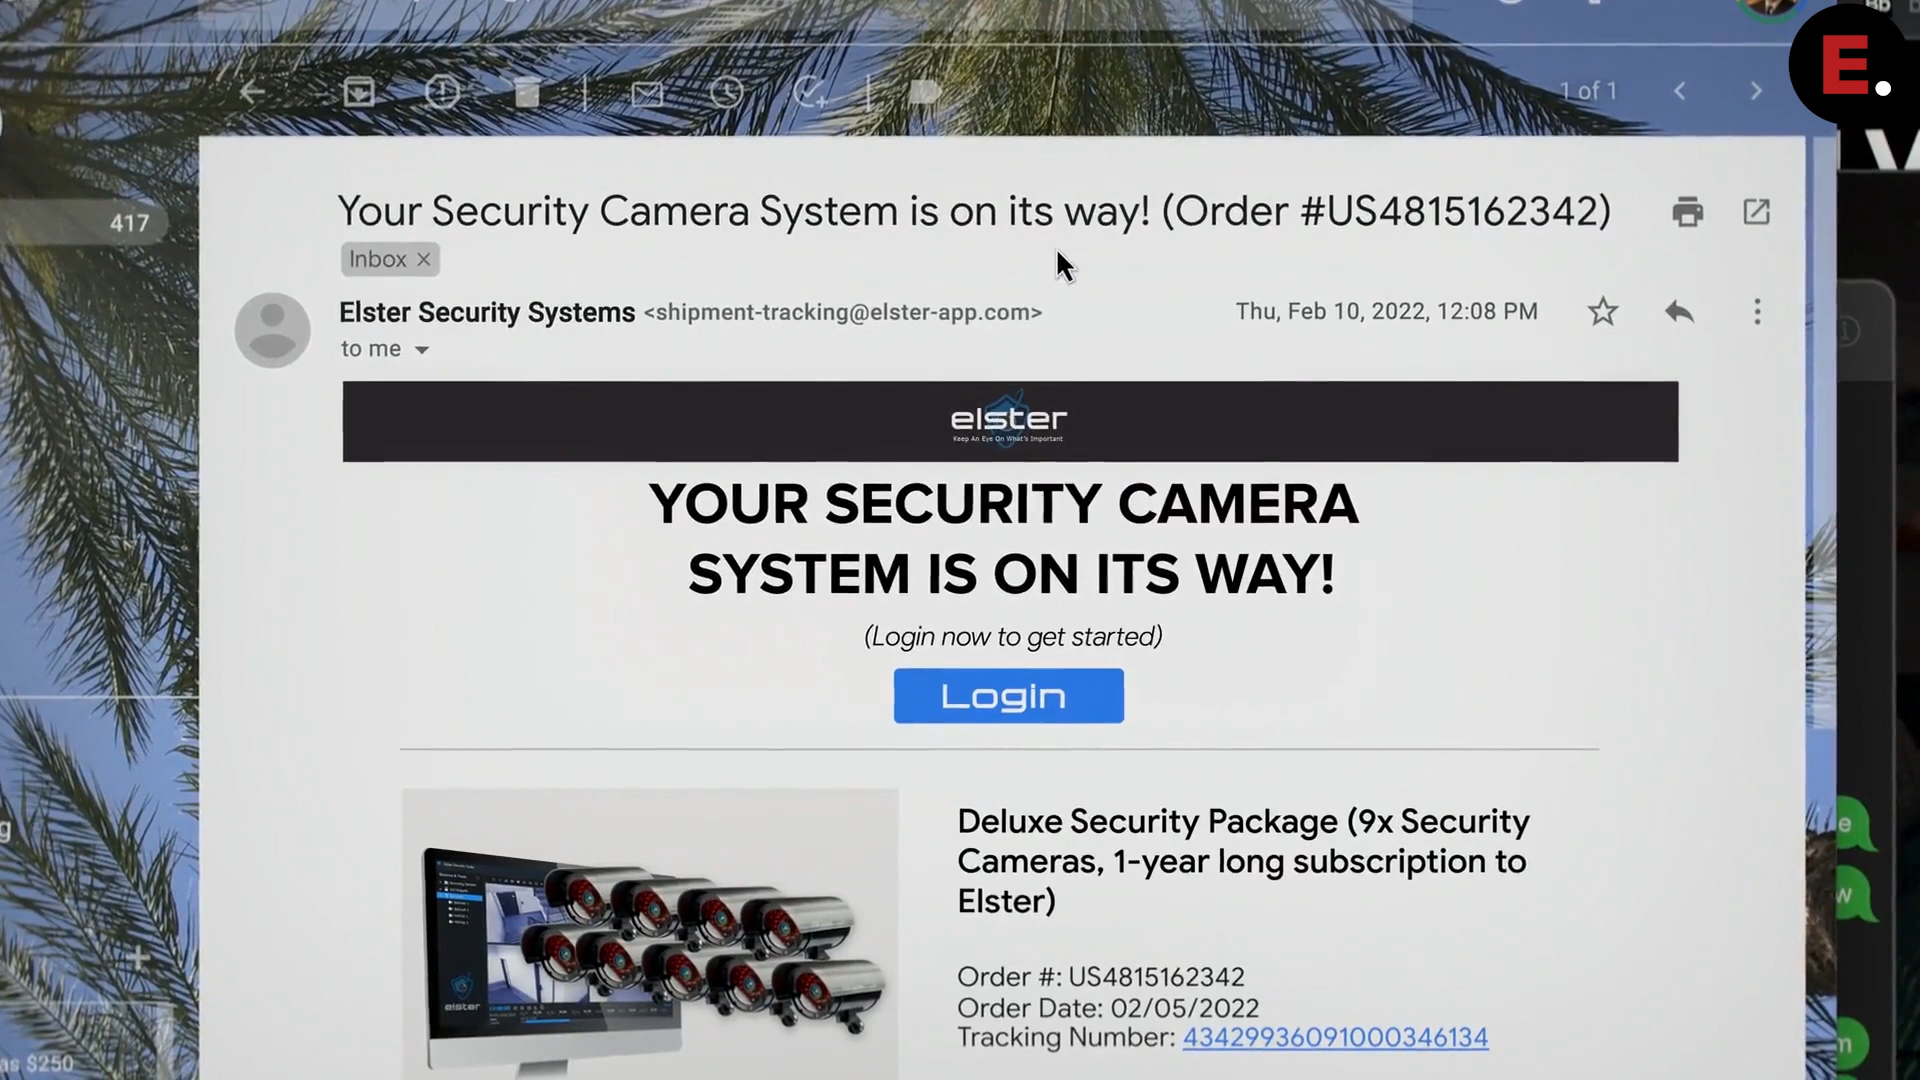 E.
1 of 1
417
Your Security Camera System is on its way! (Order #US4815162342)
Inbox ×
Elster Security Systems <shipment-tracking@elster-app.com>
Thu, Feb 10, 2022, 12:08 PM
to me
elster
Keep An Eye On What's Important
YOUR SECURITY CAMERA
SYSTEM IS ON ITS WAY!
(Login now to get started)
Login
Deluxe Security Package (9x Security
Cameras, 1-year long subscription to
Elster)
elster
Order #: US4815162342
Order Date: 02/05/2022
Tracking Number: 43429936091000346134
as $250